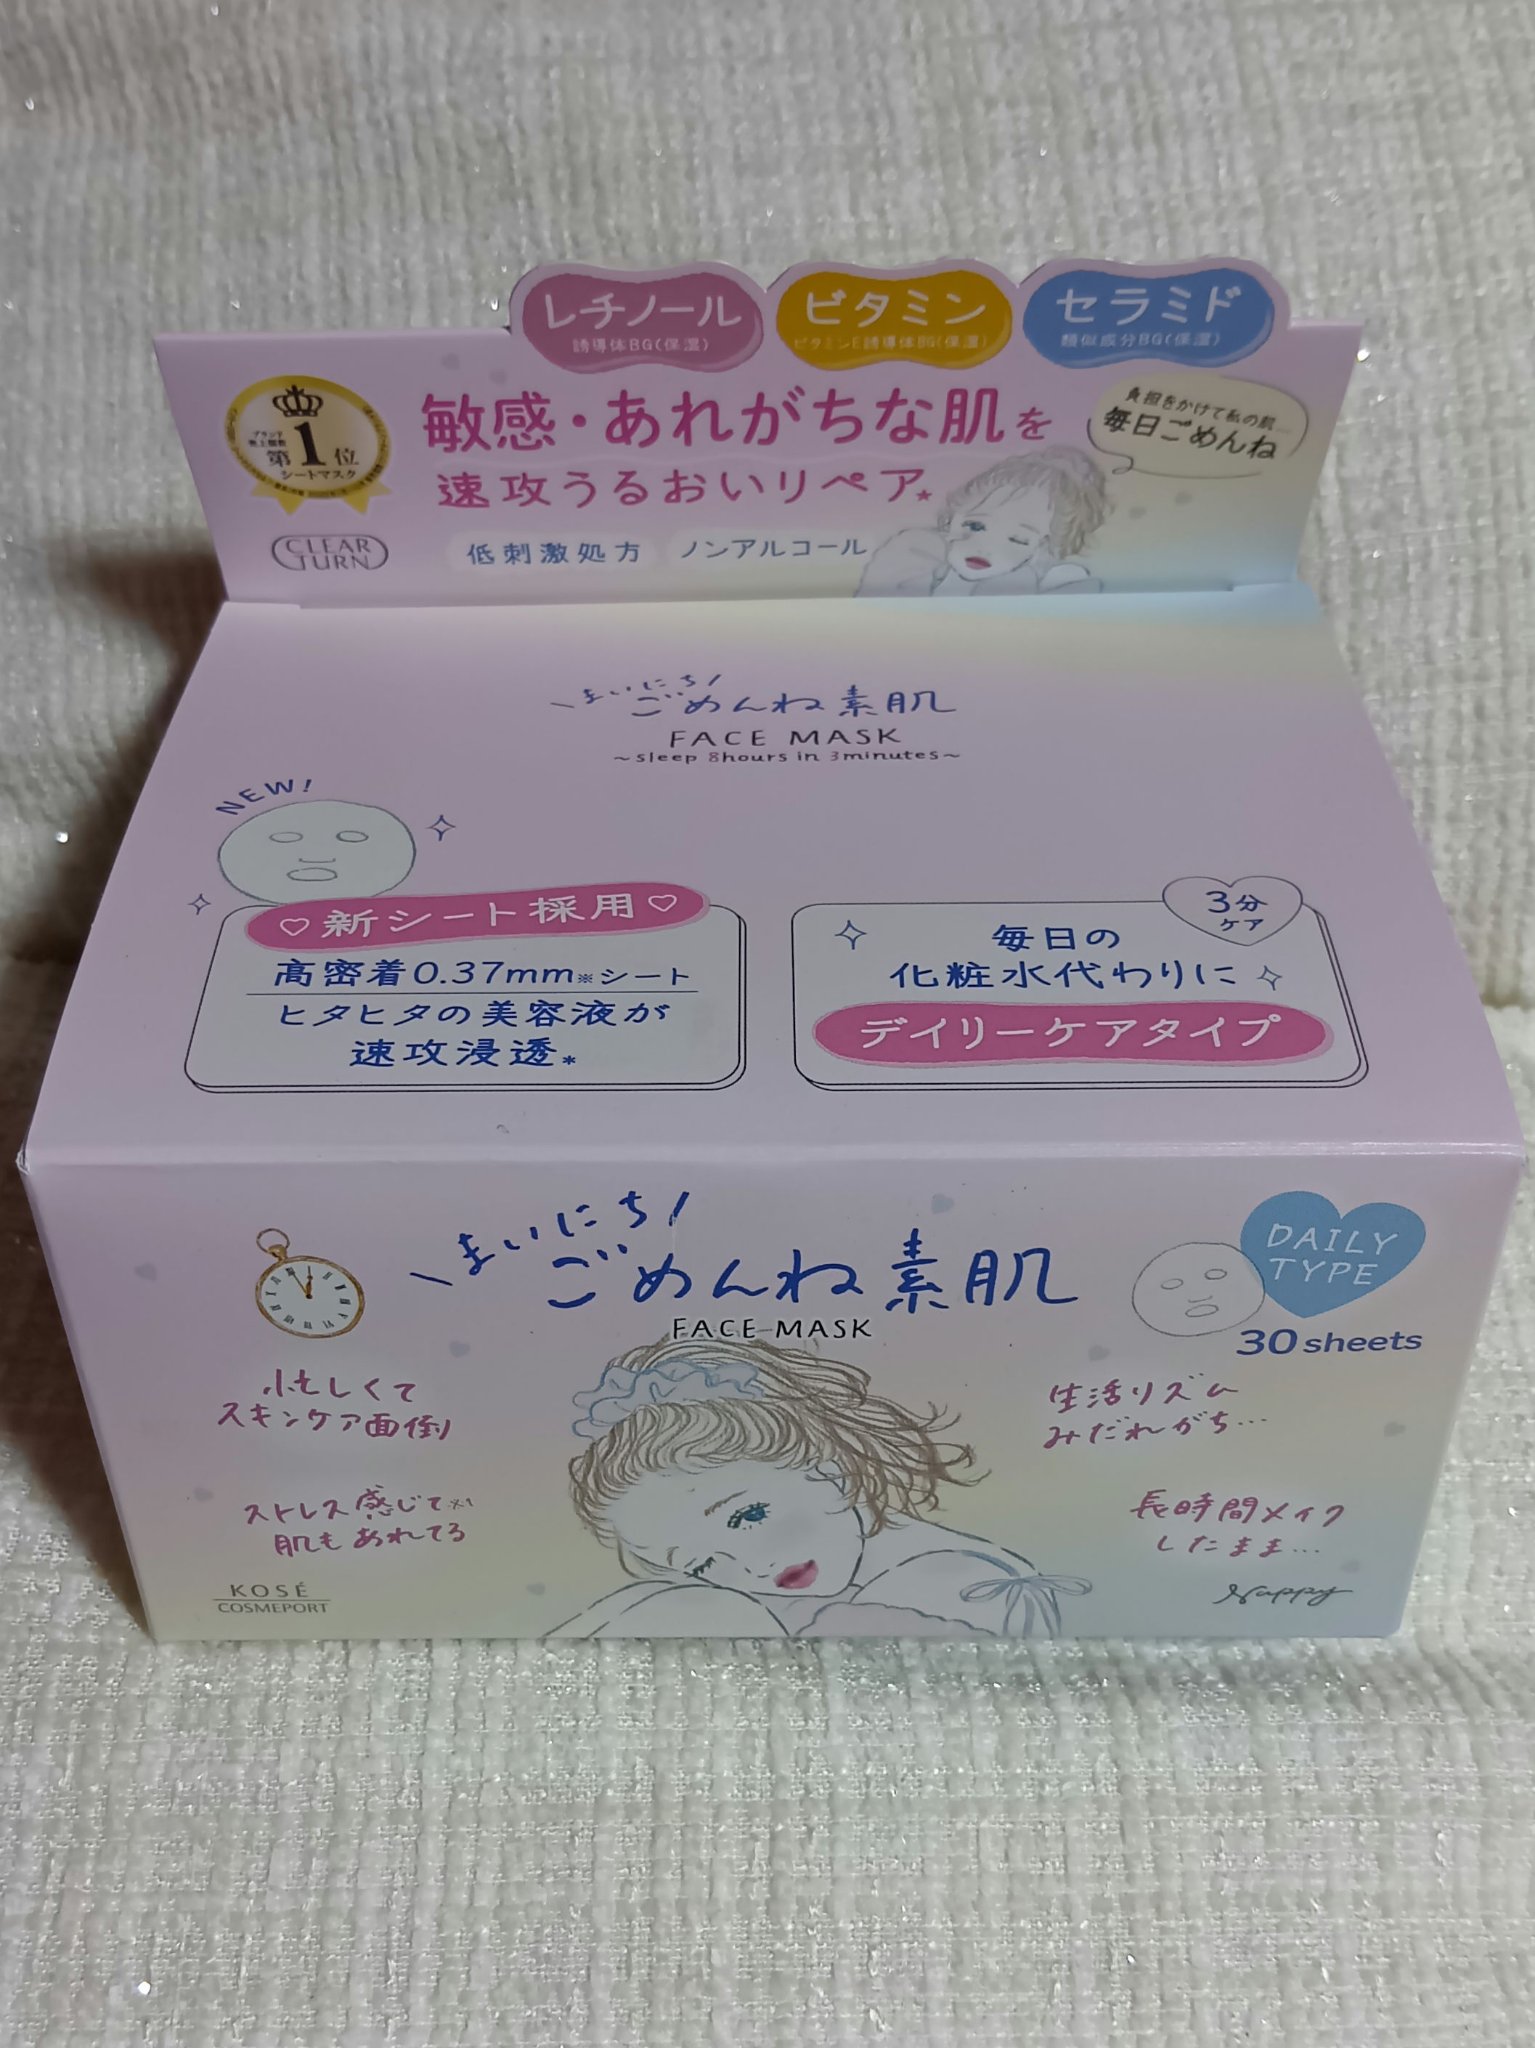 レチノール
誘導体BG(保湿)
ビタミン
ビタミンE誘導体BG(保湿)
セラミド
類似成分BG(保湿)
ブランド
売上個数
第1位
シートマスク
敏感・あれがちな肌を
速攻うるおいリペア★
負担をかけて私の肌…
毎日ごめんね
CLEAR
TURN
低刺激処方
ノンアルコール
\まいにち/
ごめんね素肌
FACE MASK
~sleep 8hours in 3minutes~
NEW!
♡新シート採用♡
高密着0.37mm※シート
ヒタヒタの美容液が
速攻浸透*
3分
ケア
毎日の
化粧水代わりに
デイリーケアタイプ
\まいにち/
ごめんね素肌
FACE MASK
DAILY
TYPE
30 sheets
忙しくて
スキンケア面倒
生活リズム
みだれがち…
ストレス感じて※1
肌もあれてる
長時間メイク
したまま…
KOSÉ
COSMEPORT
Nappy